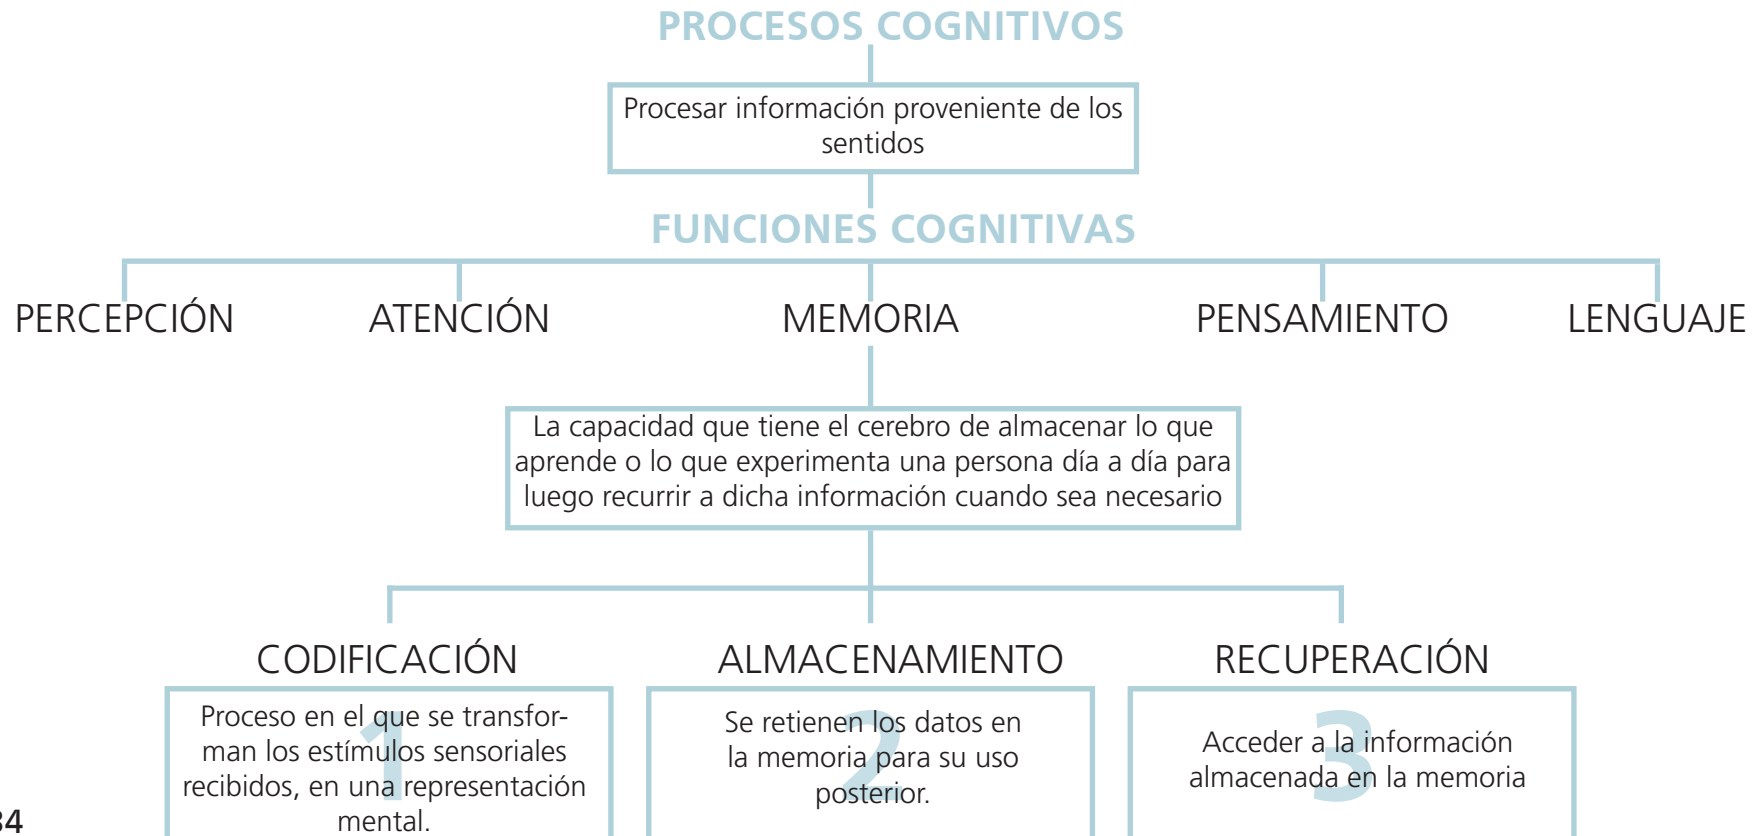 PROCESOS COGNITIVOS
Procesar información proveniente de los
sentidos
FUNCIONES COGNITIVAS
PERCEPCIÓN
ATENCIÓN
MEMORIA
PENSAMIENTO
LENGUAJE
La capacidad que tiene el cerebro de almacenar lo que
aprende o lo que experimenta una persona día a día para
luego recurrir a dicha información cuando sea necesario
CODIFICACIÓN
1
Proceso en el que se transfor-
man los estímulos sensoriales
recibidos, en una representación
mental.
ALMACENAMIENTO
2
Se retienen los datos en
la memoria para su uso
posterior.
RECUPERACIÓN
3
Acceder a la información
almacenada en la memoria